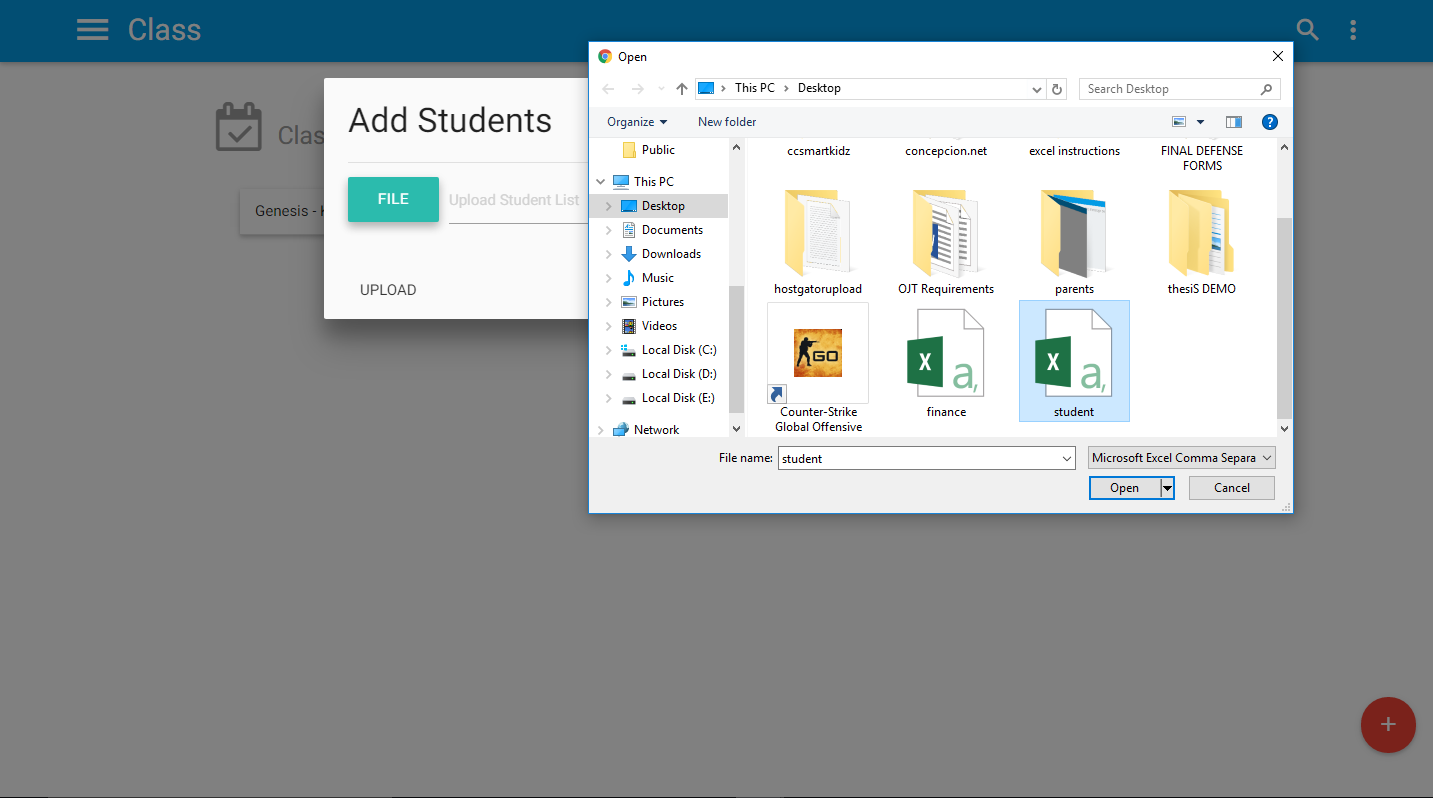 Class
Open
This PC
Desktop
Search Desktop
Organize
New folder
?
Add Students
FILE
Upload Student List
UPLOAD
Clas
Genesis -
Public
This PC
Desktop
Documents
Downloads
Music
Pictures
Videos
Local Disk (C:)
Local Disk (D:)
Local Disk (E:)
Network
ccsmartkidz
concepcion.net
excel instructions
FINAL DEFENSE
FORMS
hostgatorupload
OJT Requirements
parents
thesiS DEMO
GO
Counter-Strike
Global Offensive
X a,
finance
X a,
student
File name:
student
Microsoft Excel Comma Separa
Open
Cancel
+